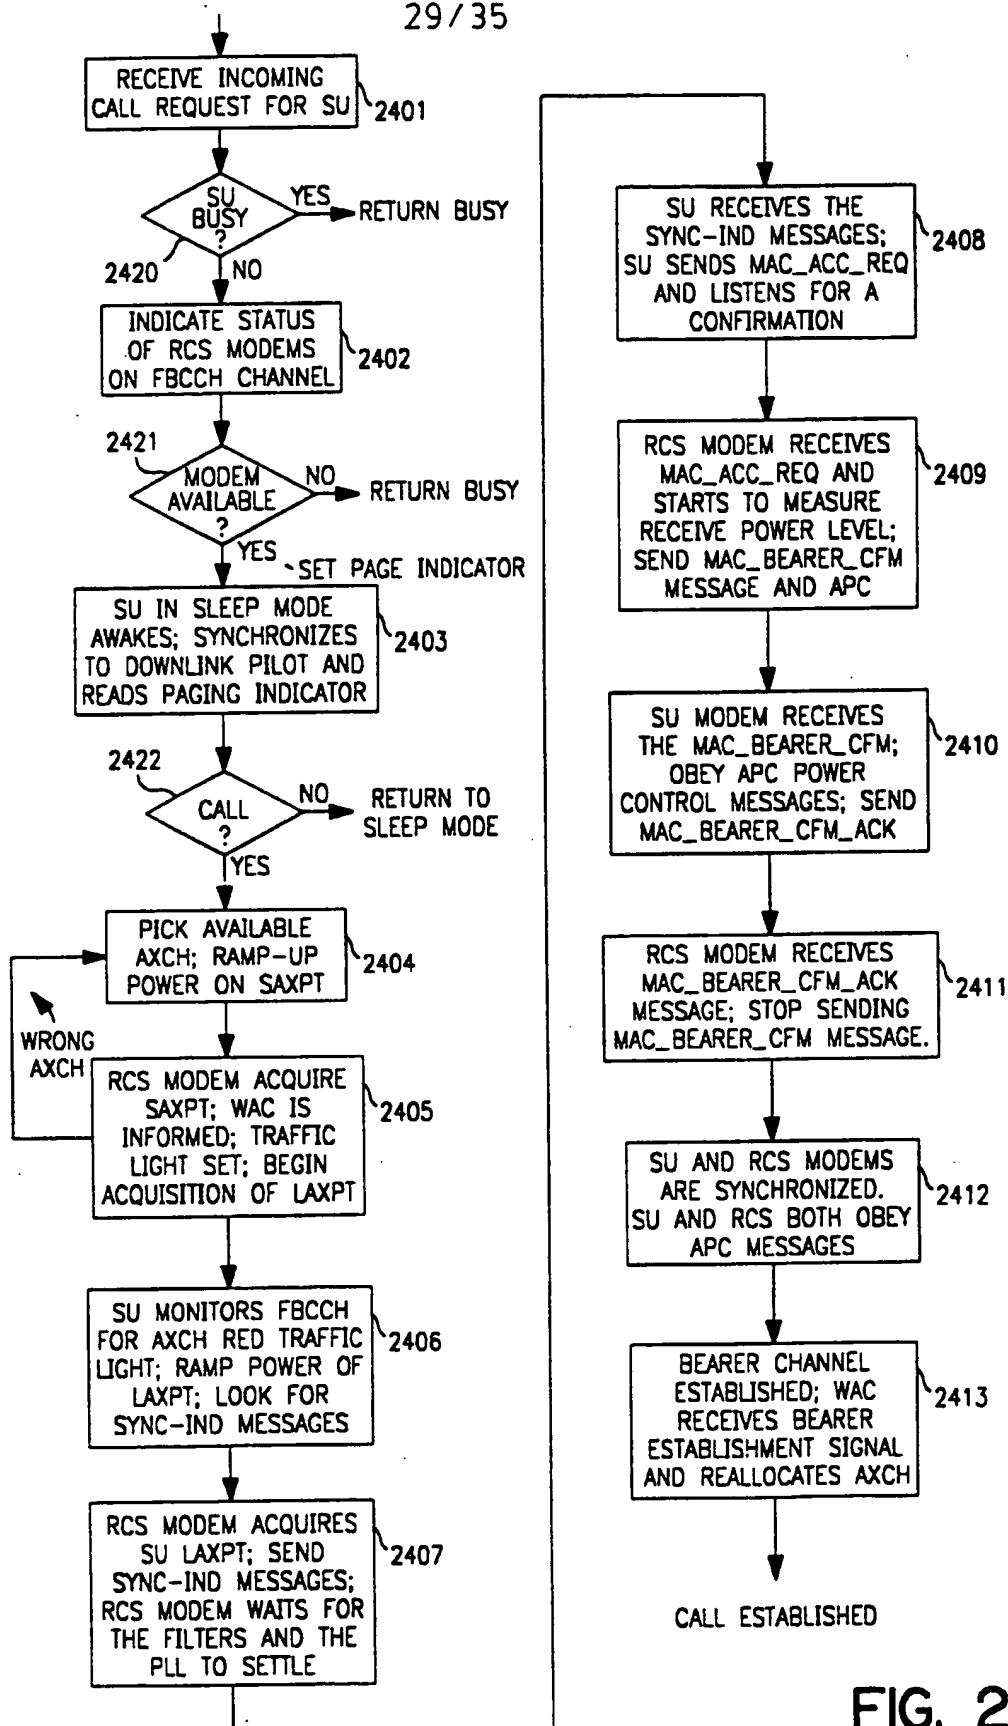 29/35
RECEIVE INCOMING
CALL REQUEST FOR SU
2401
SU
BUSY
?
YES
RETURN BUSY
2420
NO
INDICATE STATUS
OF RCS MODEMS
ON FBCCH CHANNEL
2402
2421
MODEM
AVAILABLE
?
NO
RETURN BUSY
YES
SET PAGE INDICATOR
SU IN SLEEP MODE
AWAKES; SYNCHRONIZES
TO DOWNLINK PILOT AND
READS PAGING INDICATOR
2403
2422
CALL
?
NO
RETURN TO
SLEEP MODE
YES
PICK AVAILABLE
AXCH; RAMP-UP
POWER ON SAXPT
2404
WRONG
AXCH
RCS MODEM ACQUIRE
SAXPT; WAC IS
INFORMED; TRAFFIC
LIGHT SET; BEGIN
ACQUISITION OF LAXPT
2405
SU MONITORS FBCCH
FOR AXCH RED TRAFFIC
LIGHT; RAMP POWER OF
LAXPT; LOOK FOR
SYNC-IND MESSAGES
2406
RCS MODEM ACQUIRES
SU LAXPT; SEND
SYNC-IND MESSAGES;
RCS MODEM WAITS FOR
THE FILTERS AND THE
PLL TO SETTLE
2407
SU RECEIVES THE
SYNC-IND MESSAGES;
SU SENDS MAC_ACC_REQ
AND LISTENS FOR A
CONFIRMATION
2408
RCS MODEM RECEIVES
MAC_ACC_REQ AND
STARTS TO MEASURE
RECEIVE POWER LEVEL;
SEND MAC_BEARER_CFM
MESSAGE AND APC
2409
SU MODEM RECEIVES
THE MAC_BEARER_CFM;
OBEY APC POWER
CONTROL MESSAGES; SEND
MAC_BEARER_CFM_ACK
2410
RCS MODEM RECEIVES
MAC_BEARER_CFM_ACK
MESSAGE; STOP SENDING
MAC_BEARER_CFM MESSAGE.
2411
SU AND RCS MODEMS
ARE SYNCHRONIZED.
SU AND RCS BOTH OBEY
APC MESSAGES
2412
BEARER CHANNEL
ESTABLISHED; WAC
RECEIVES BEARER
ESTABLISHMENT SIGNAL
AND REALLOCATES AXCH
2413
CALL ESTABLISHED
FIG. 2